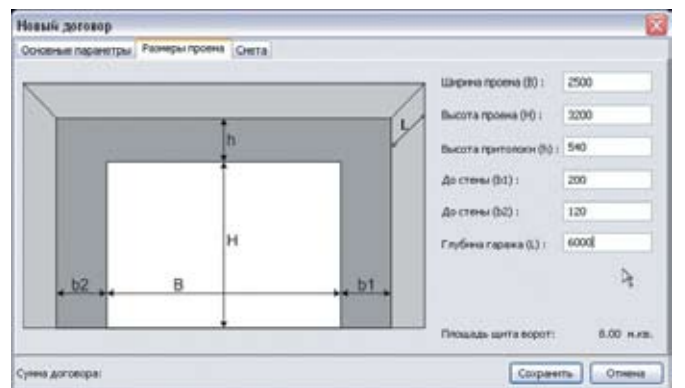 Новый договор
Основные параметры Размеры проема Смета
Ширина проема (B) : 2500
Высота проема (H) : 3200
Высота притолоки (h) : 540
До стены (b1) : 200
До стены (b2) : 120
Глубина гаража (L) : 6000
L
h
H
b2 B b1
Площадь щита ворот: 8.00 м.кв.
Сумма договора:
Сохранить Отмена